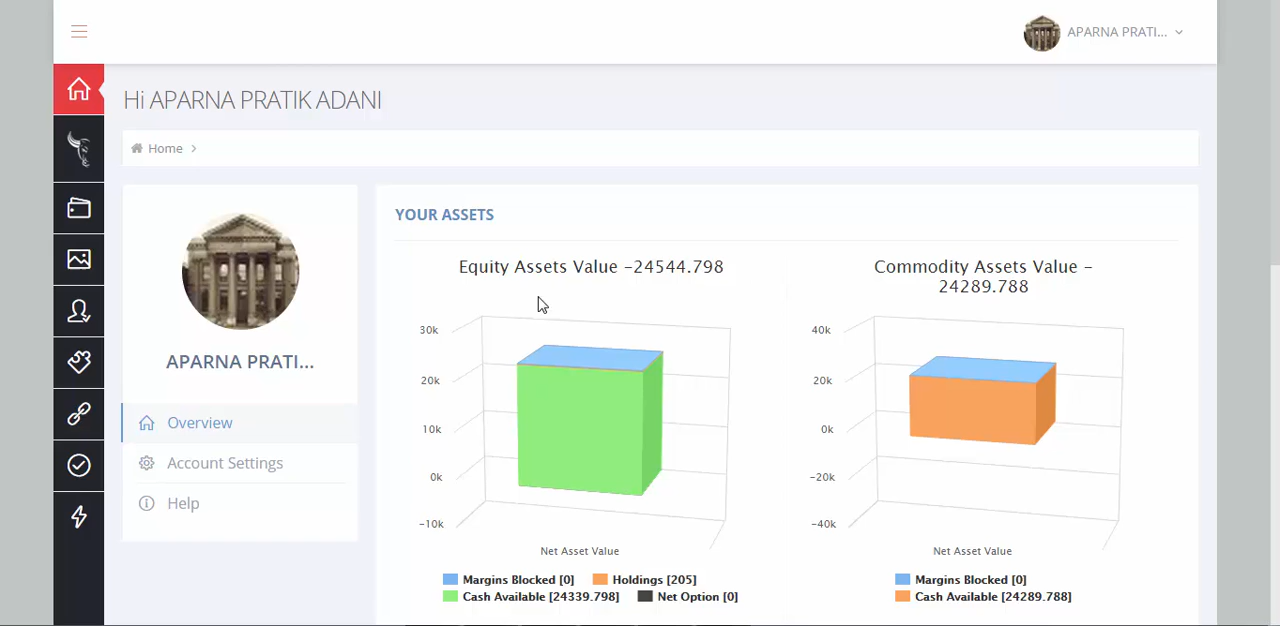 APARNA PRATI...
Hi APARNA PRATIK ADANI
Home
APARNA PRATI...
Overview
Account Settings
Help
YOUR ASSETS
Equity Assets Value -24544.798
30k
20k
10k
0k
-10k
Net Asset Value
Margins Blocked [0] Holdings [205]
Cash Available [24339.798] Net Option [0]
Commodity Assets Value -
24289.788
40k
20k
0k
-20k
-40k
Net Asset Value
Margins Blocked [0]
Cash Available [24289.788]